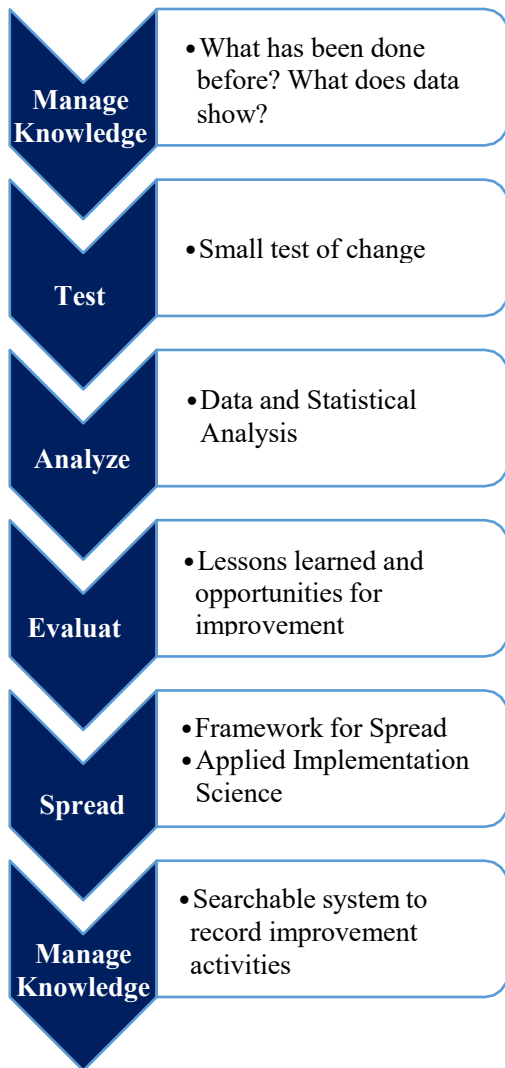 Manage
Knowledge
•What has been done
before? What does data
show?
Test
•Small test of change
Analyze
•Data and Statistical
Analysis
Evaluat
•Lessons learned and
opportunities for
improvement
Spread
•Framework for Spread
•Applied Implementation
Science
Manage
Knowledge
•Searchable system to
record improvement
activities